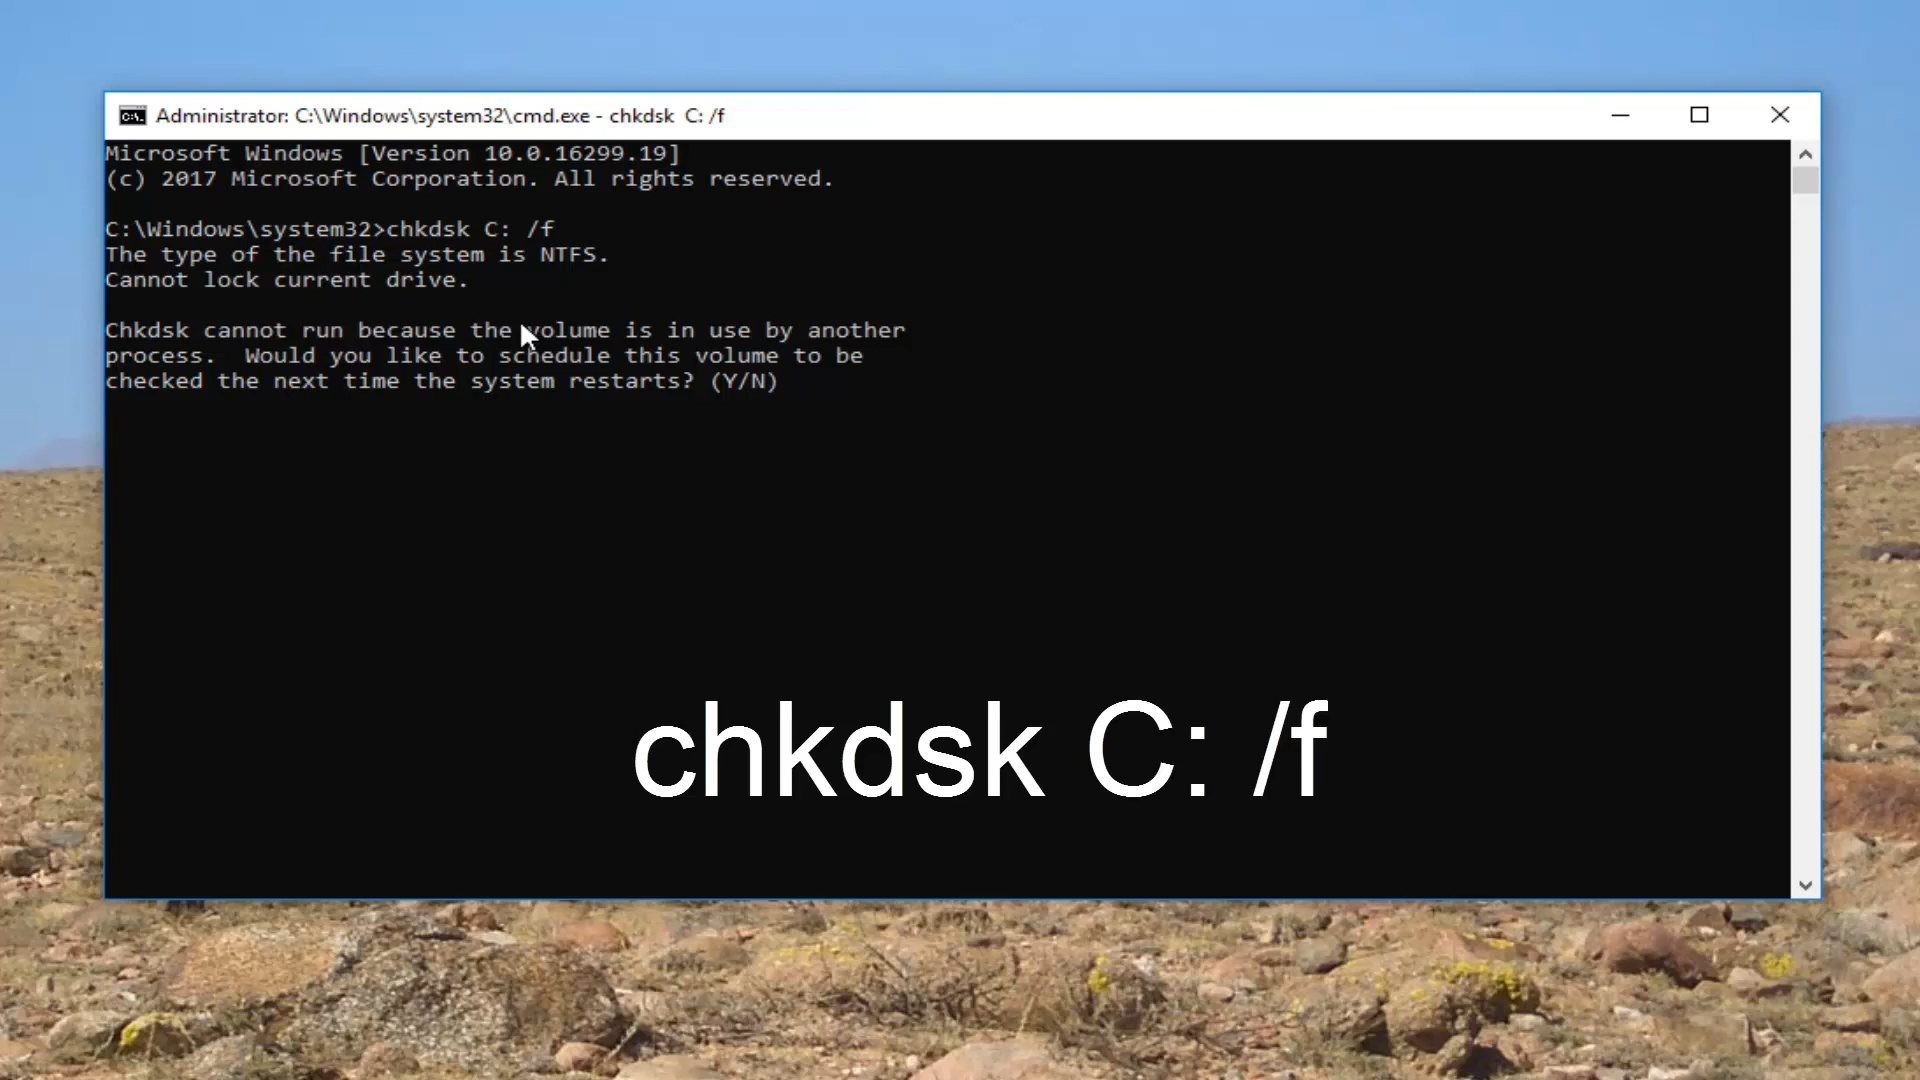 Administrator: C:\Windows\system32\cmd.exe - chkdsk  C: /f
Microsoft Windows [Version 10.0.16299.19]
(c) 2017 Microsoft Corporation. All rights reserved.
C:\Windows\system32>chkdsk C: /f
The type of the file system is NTFS.
Cannot lock current drive.
Chkdsk cannot run because the volume is in use by another
process.  Would you like to schedule this volume to be
checked the next time the system restarts? (Y/N)
chkdsk C: /f